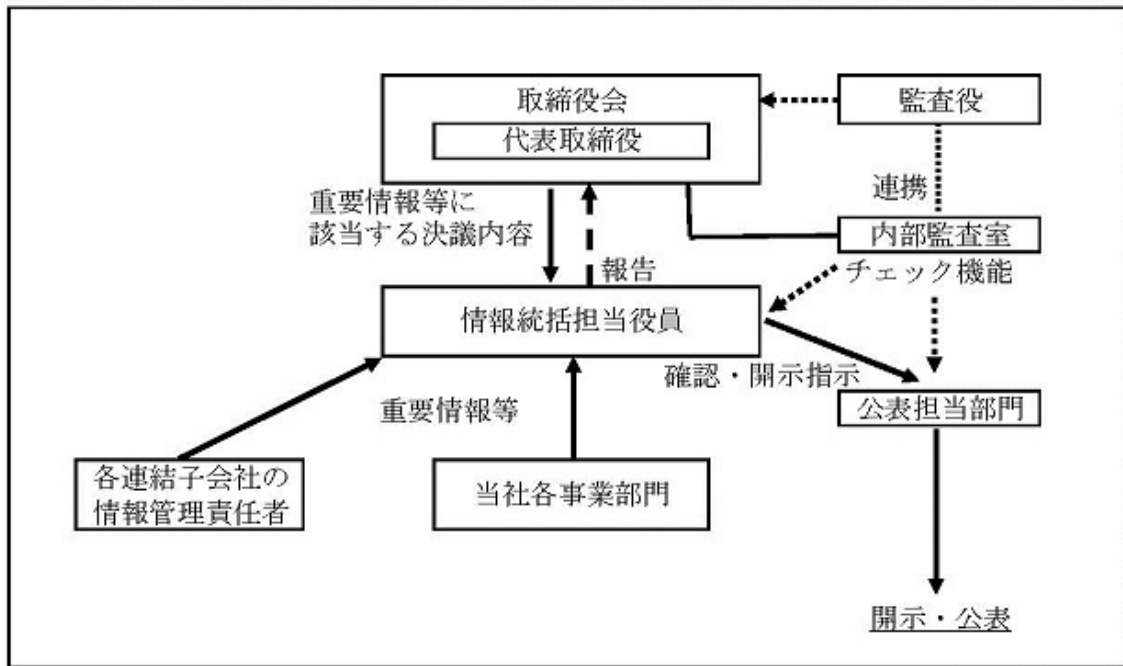 取締役会
監査役
代表取締役
重要情報等に
該当する決議内容
連携
内部監査室
報告
チェック機能
情報統括担当役員
確認・開示指示
重要情報等
公表担当部門
各連結子会社の
情報管理責任者
当社各事業部門
開示・公表